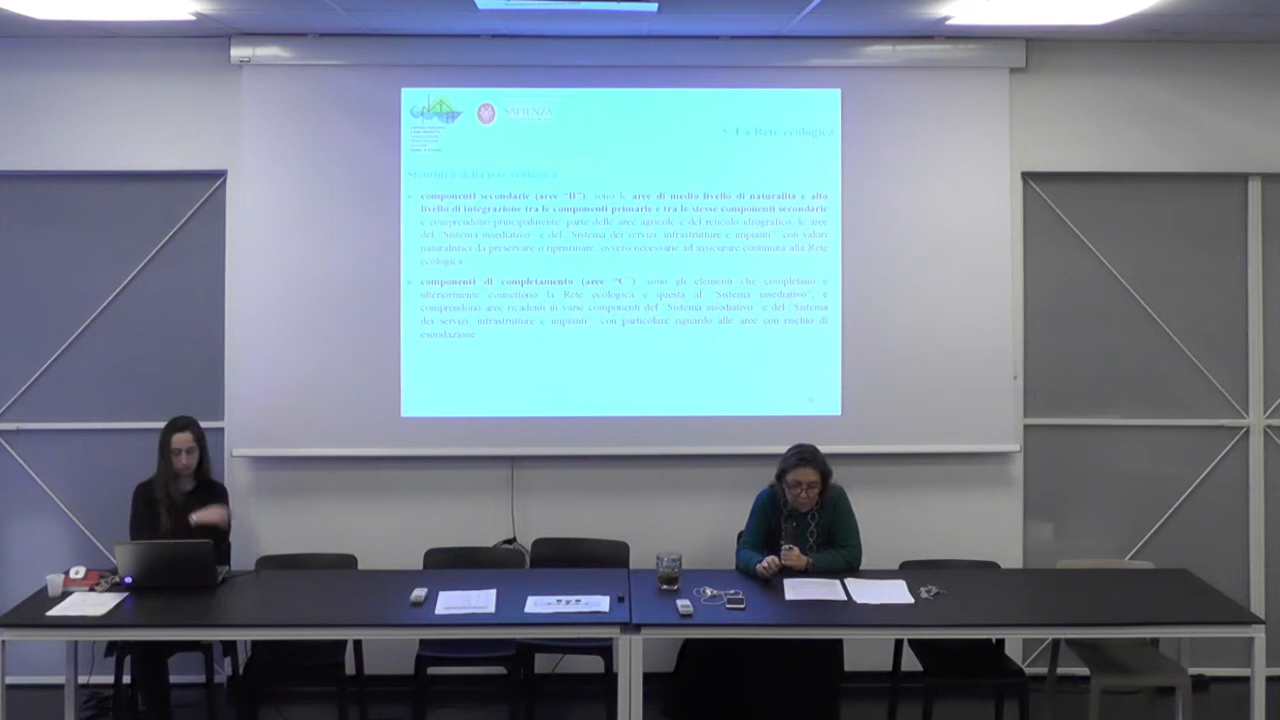 SAPIENZA
5. La Rete ecologica
Struttura della rete ecologica
componenti secondarie (aree "B"): sono le aree di medio livello di naturalità e alto
livello di integrazione tra le componenti primarie e tra le stesse componenti secondarie
e comprendono principalmente parte delle aree agricole e del reticolo idrografico, le aree
del "Sistema insediativo" e del "Sistema dei servizi, infrastrutture e impianti", con valori
naturalistici da preservare o ripristinare, ovvero necessarie ad assicurare continuità alla Rete
ecologica
componenti di completamento (aree "C"): sono gli elementi che completano e
ulteriormente connettono la Rete ecologica e questa al "Sistema insediativo", e
comprendono aree ricadenti in varie componenti del "Sistema insediativo" e del "Sistema
dei servizi, infrastrutture e impianti", con particolare riguardo alle aree con rischio di
esondazione